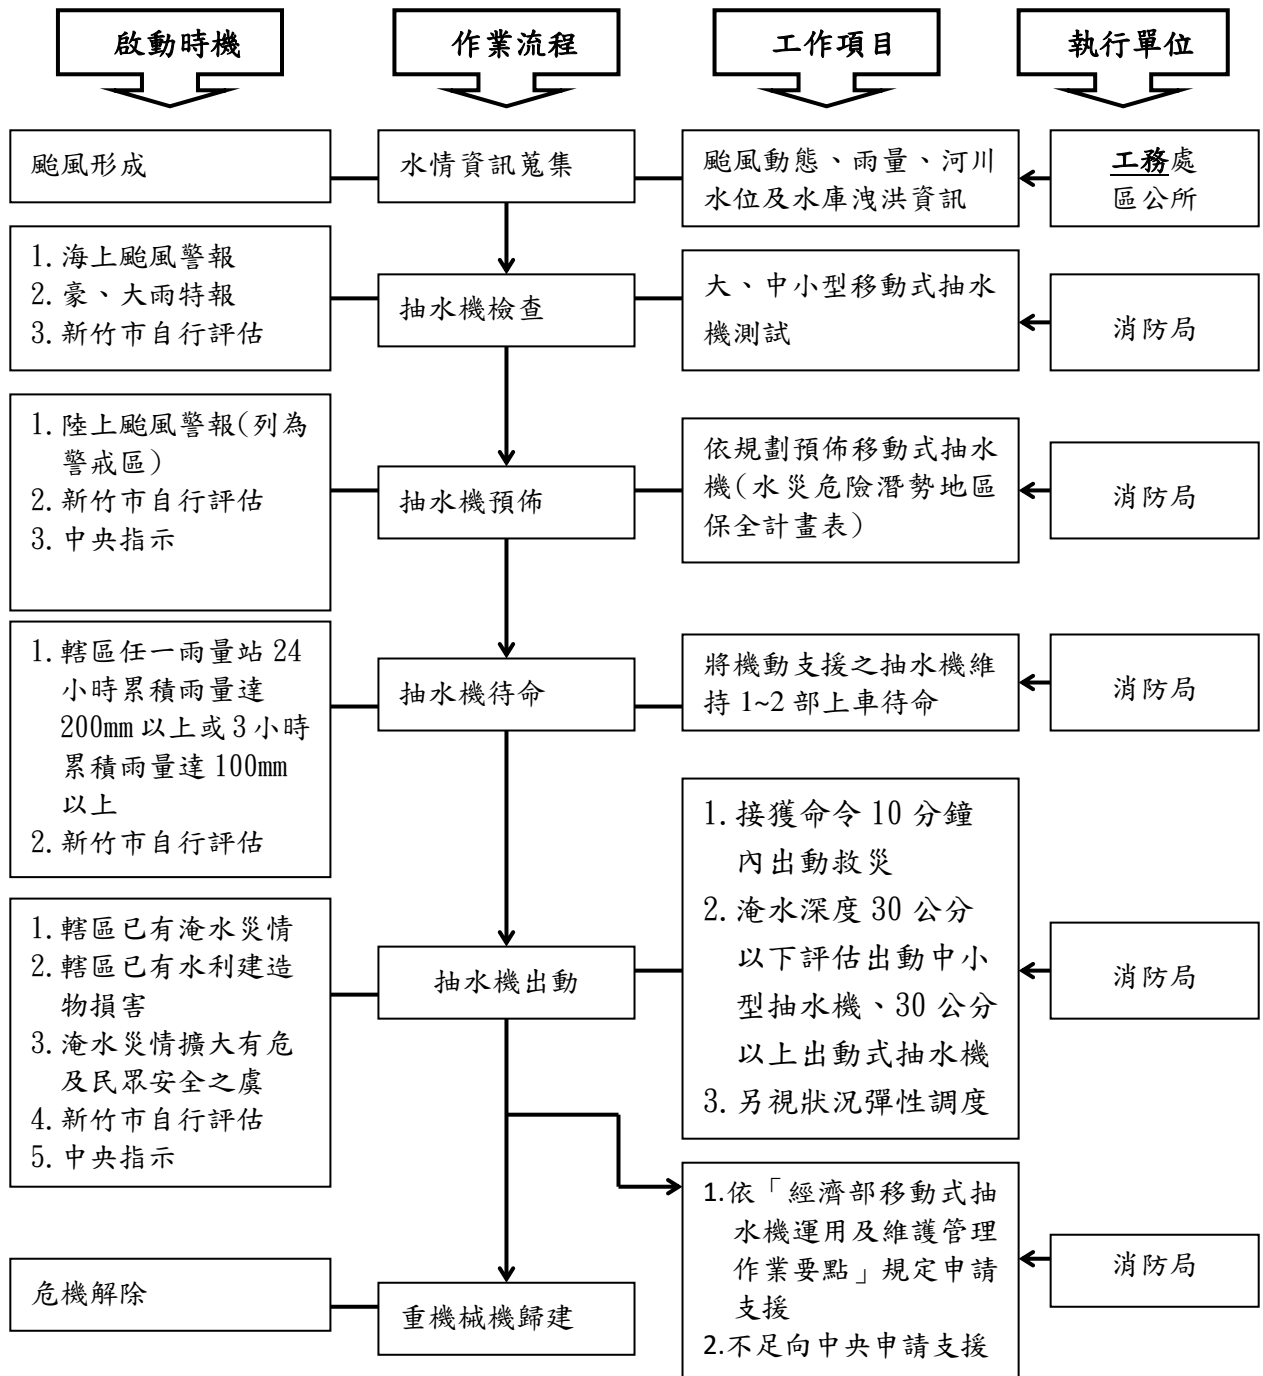 啟動時機
作業流程
工作項目
執行單位
颱風形成
水情資訊蒐集
颱風動態、雨量、河川
水位及水庫洩洪資訊
工務處
區公所
1.海上颱風警報
2.豪、大雨特報
3.新竹市自行評估
抽水機檢查
大、中小型移動式抽水
機測試
消防局
1.陸上颱風警報(列為
警戒區)
2.新竹市自行評估
3.中央指示
抽水機預佈
依規劃預佈移動式抽水
機(水災危險潛勢地區
保全計畫表)
消防局
1.轄區任一雨量站 24
小時累積雨量達
200mm 以上或 3 小時
累積雨量達 100mm
以上
2.新竹市自行評估
抽水機待命
將機動支援之抽水機維
持 1~2 部上車待命
消防局
1.轄區已有淹水災情
2.轄區已有水利建造
物損害
3.淹水災情擴大有危
及民眾安全之虞
4.新竹市自行評估
5.中央指示
抽水機出動
1.接獲命令 10 分鐘
內出動救災
2.淹水深度 30 公分
以下評估出動中小
型抽水機、30 公分
以上出動式抽水機
3.另視狀況彈性調度
消防局
危機解除
重機械機歸建
1.依「經濟部移動式抽
水機運用及維護管理
作業要點」規定申請
支援
2.不足向中央申請支援
消防局